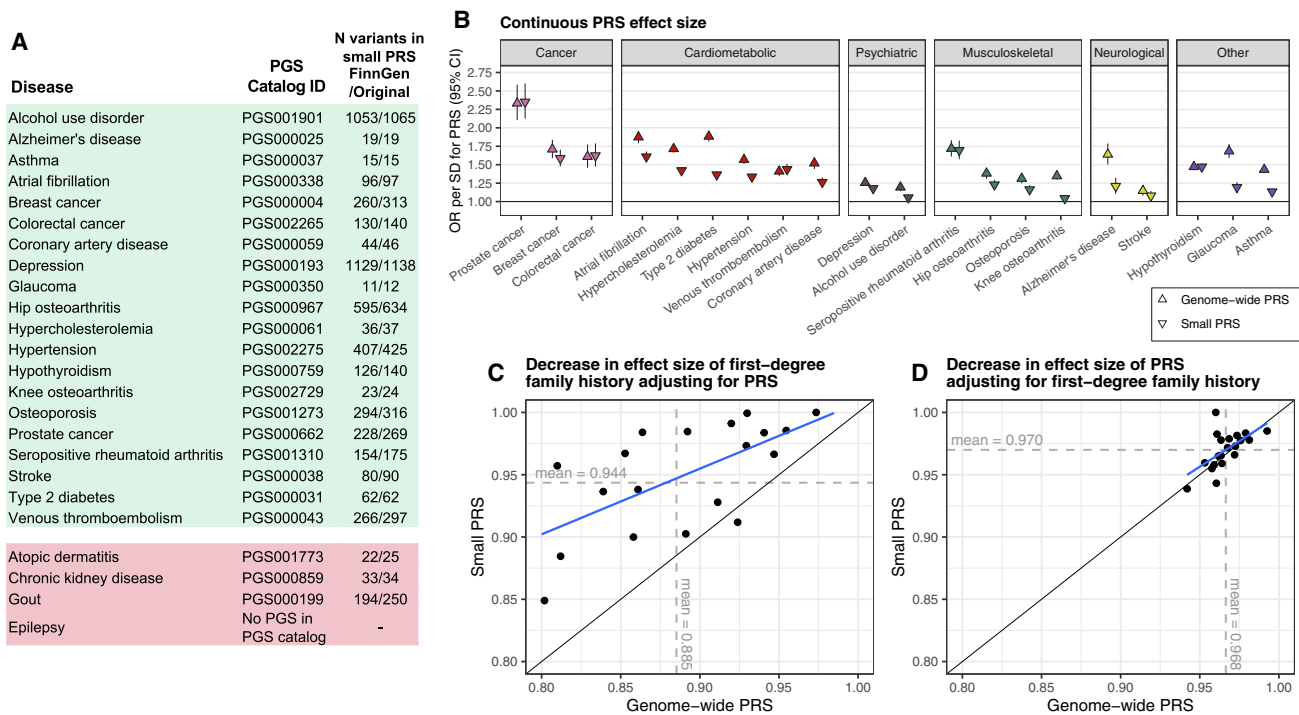 A
Disease
PGS
Catalog ID
N variants in
small PRS
FinnGen
/Original
Alcohol use disorder PGS001901 1053/1065
Alzheimer's disease PGS000025 19/19
Asthma PGS000037 15/15
Atrial fibrillation PGS000338 96/97
Breast cancer PGS000004 260/313
Colorectal cancer PGS002265 130/140
Coronary artery disease PGS000059 44/46
Depression PGS000193 1129/1138
Glaucoma PGS000350 11/12
Hip osteoarthritis PGS000967 595/634
Hypercholesterolemia PGS000061 36/37
Hypertension PGS002275 407/425
Hypothyroidism PGS000759 126/140
Knee osteoarthritis PGS002729 23/24
Osteoporosis PGS001273 294/316
Prostate cancer PGS000662 228/269
Seropositive rheumatoid arthritis PGS001310 154/175
Stroke PGS000038 80/90
Type 2 diabetes PGS000031 62/62
Venous thromboembolism PGS000043 266/297
Atopic dermatitis PGS001773 22/25
Chronic kidney disease PGS000859 33/34
Gout PGS000199 194/250
Epilepsy No PGS in PGS catalog -
B
Continuous PRS effect size
Cancer Cardiometabolic Psychiatric Musculoskeletal Neurological Other
OR per SD for PRS (95% CI)
2.75
2.50
2.25
2.00
1.75
1.50
1.25
1.00
Prostate cancer
Breast cancer
Colorectal cancer
Atrial fibrillation
Hypercholesterolemia
Type 2 diabetes
Hypertension
Venous thromboembolism
Coronary artery disease
Depression
Alcohol use disorder
Seropositive rheumatoid arthritis
Hip osteoarthritis
Osteoporosis
Knee osteoarthritis
Alzheimer's disease
Stroke
Hypothyroidism
Glaucoma
Asthma
Genome−wide PRS
Small PRS
C
Decrease in effect size of first−degree
family history adjusting for PRS
Small PRS
1.00
0.95
0.90
0.85
0.80
mean = 0.944
mean = 0.885
0.80 0.85 0.90 0.95 1.00
Genome−wide PRS
D
Decrease in effect size of PRS
adjusting for first−degree family history
Small PRS
1.00
0.95
0.90
0.85
0.80
mean = 0.970
mean = 0.968
0.80 0.85 0.90 0.95 1.00
Genome−wide PRS